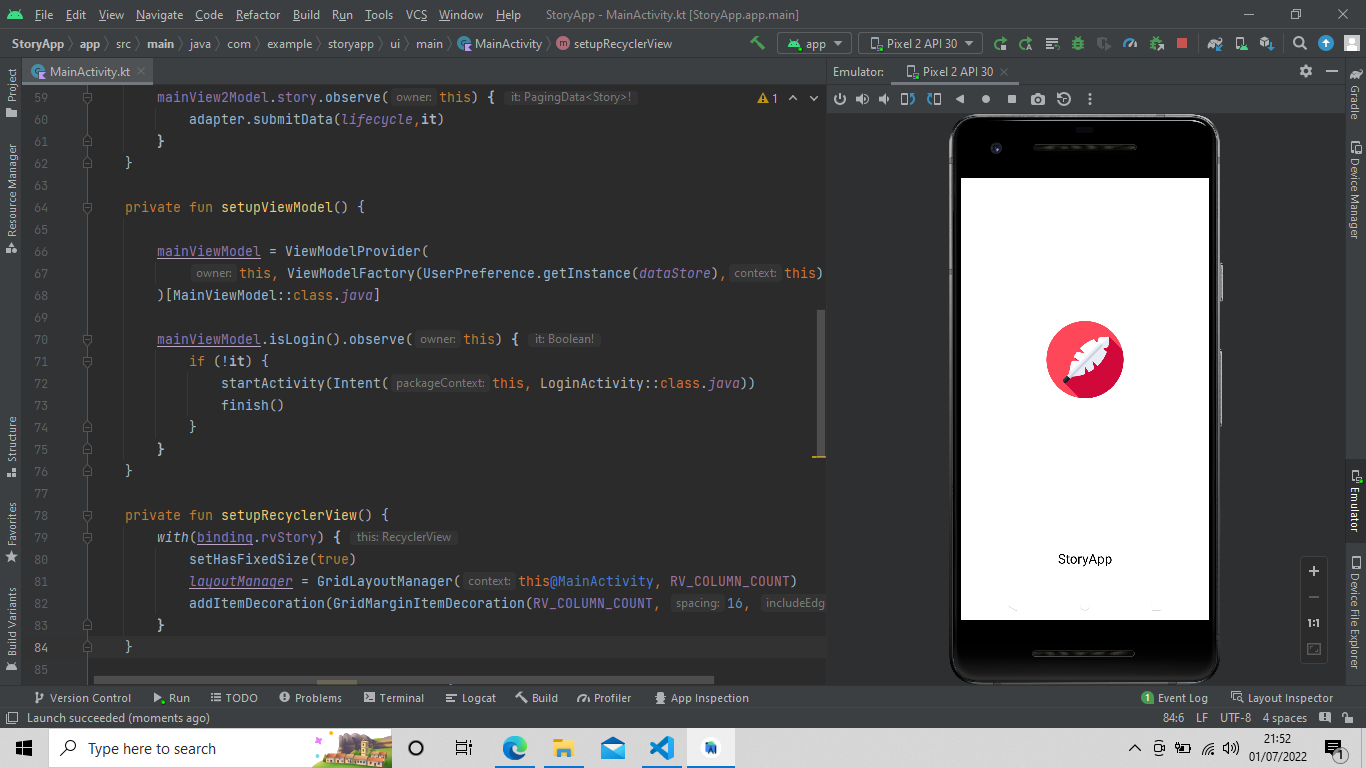 File Edit View Navigate Code Refactor Build Run Tools VCS Window Help StoryApp - MainActivity.kt [StoryApp.app.main]
StoryApp app src main java com example storyapp ui main MainActivity setupRecyclerView app Pixel 2 API 30
MainActivity.kt
Emulator: Pixel 2 API 30
Project
Resource Manager
Structure
Favorites
Build Variants
59 mainView2Model.story.observe( owner: this) { it: PagingData<Story>!
1
60 adapter.submitData(lifecycle,it)
61 }
62 }
63
64 private fun setupViewModel() {
65
66 mainViewModel = ViewModelProvider(
67 owner: this, ViewModelFactory(UserPreference.getInstance(dataStore), context: this)
68 )[MainViewModel::class.java]
69
70 mainViewModel.isLogin().observe( owner: this) { it: Boolean!
71 if (!it) {
72 startActivity(Intent( packageContext: this, LoginActivity::class.java))
73 finish()
74 }
75 }
76 }
77
78 private fun setupRecyclerView() {
79 with(binding.rvStory) { this: RecyclerView
80 setHasFixedSize(true)
81 layoutManager = GridLayoutManager( context: this@MainActivity, RV_COLUMN_COUNT)
82 addItemDecoration(GridMarginItemDecoration(RV_COLUMN_COUNT, spacing: 16, includeEdg
83 }
84 }
85
StoryApp
1:1
Gradle
Device Manager
Emulator
Device File Explorer
Version Control Run TODO Problems Terminal Logcat Build Profiler App Inspection 1 Event Log Layout Inspector
Launch succeeded (moments ago) 84:6 LF UTF-8 4 spaces
Type here to search
21:52
01/07/2022
1